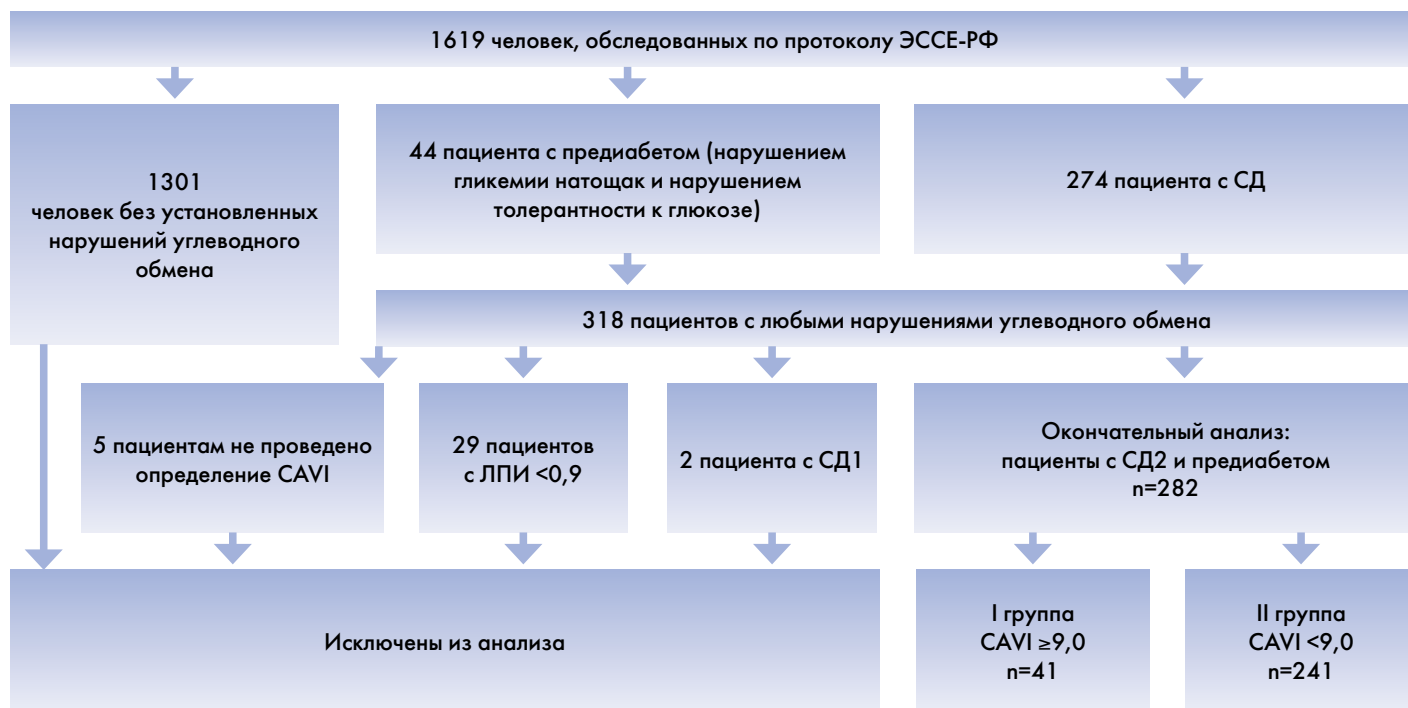 1619 человек, обследованных по протоколу ЭССЕ-РФ
1301
человек без установленных
нарушений углеводного
обмена
44 пациента с предиабетом (нарушением
гликемии натощак и нарушением
толерантности к глюкозе)
274 пациента с СД
318 пациентов с любыми нарушениями углеводного обмена
5 пациентам не проведено
определение CAVI
29 пациентов
с ЛПИ <0,9
2 пациента с СД1
Окончательный анализ:
пациенты с СД2 и предиабетом
n=282
Исключены из анализа
I группа
CAVI ≥9,0
n=41
II группа
CAVI <9,0
n=241